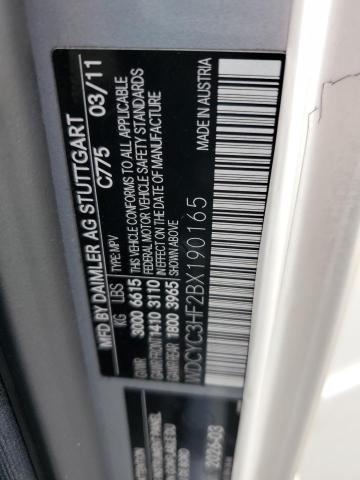 MFD BY DAIMLER AG STUTTGART
C775 03/11
TYPE: MPV
THIS VEHICLE CONFORMS TO ALL APPLICABLE
FEDERAL MOTOR VEHICLE SAFETY STANDARDS
IN EFFECT ON THE DATE OF MANUFACTURE SHOWN ABOVE
MADE IN AUSTRIA
KG LBS
GVWR 3000 6615
GAWR/FRONT 1410 3110
GAWR/REAR 1800 3965
WDCYC3HF2BX190165